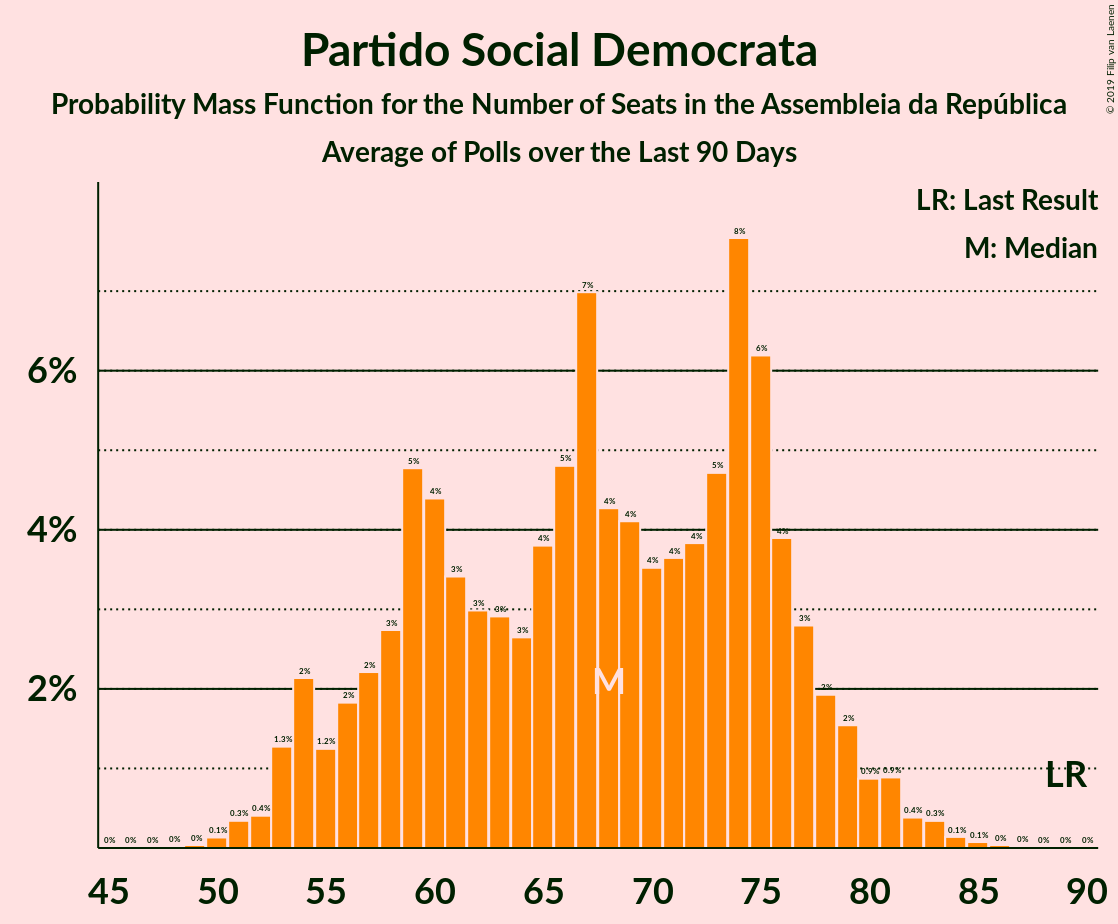 Partido Social Democrata
Probability Mass Function for the Number of Seats in the Assembleia da República
Average of Polls over the Last 90 Days
© 2019 Filip van Laenen
LR: Last Result
M: Median
6%
4%
2%
0% 0% 0% 0% 0% 0.1% 0.3% 0.4% 1.3% 2% 1.2% 2% 2% 3% 5% 4% 3% 3% 3% 3% 4% 5% 7% 4% 4% 4% 4% 4% 5% 8% 6% 4% 3% 2% 2% 0.9% 0.9% 0.4% 0.3% 0.1% 0.1% 0% 0% 0% 0% 0%
M
LR
45 50 55 60 65 70 75 80 85 90